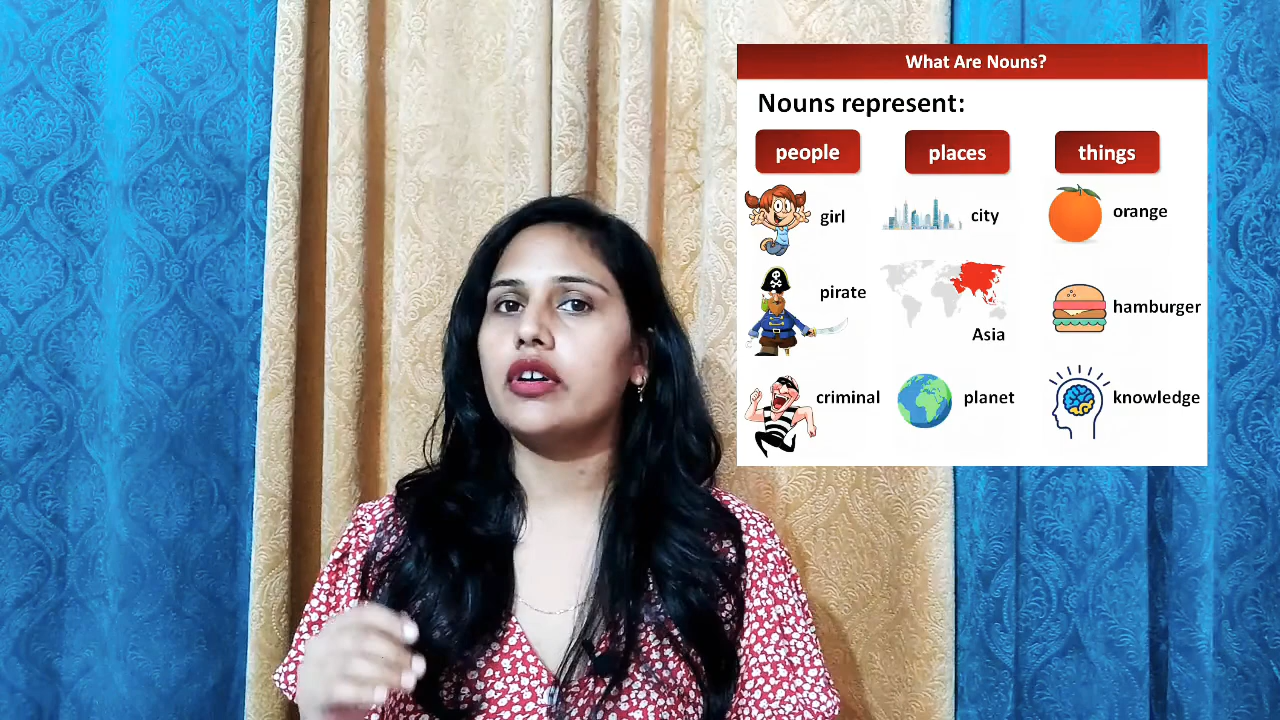 What Are Nouns?
Nouns represent:
people places things
girl city orange
pirate Asia hamburger
criminal planet knowledge